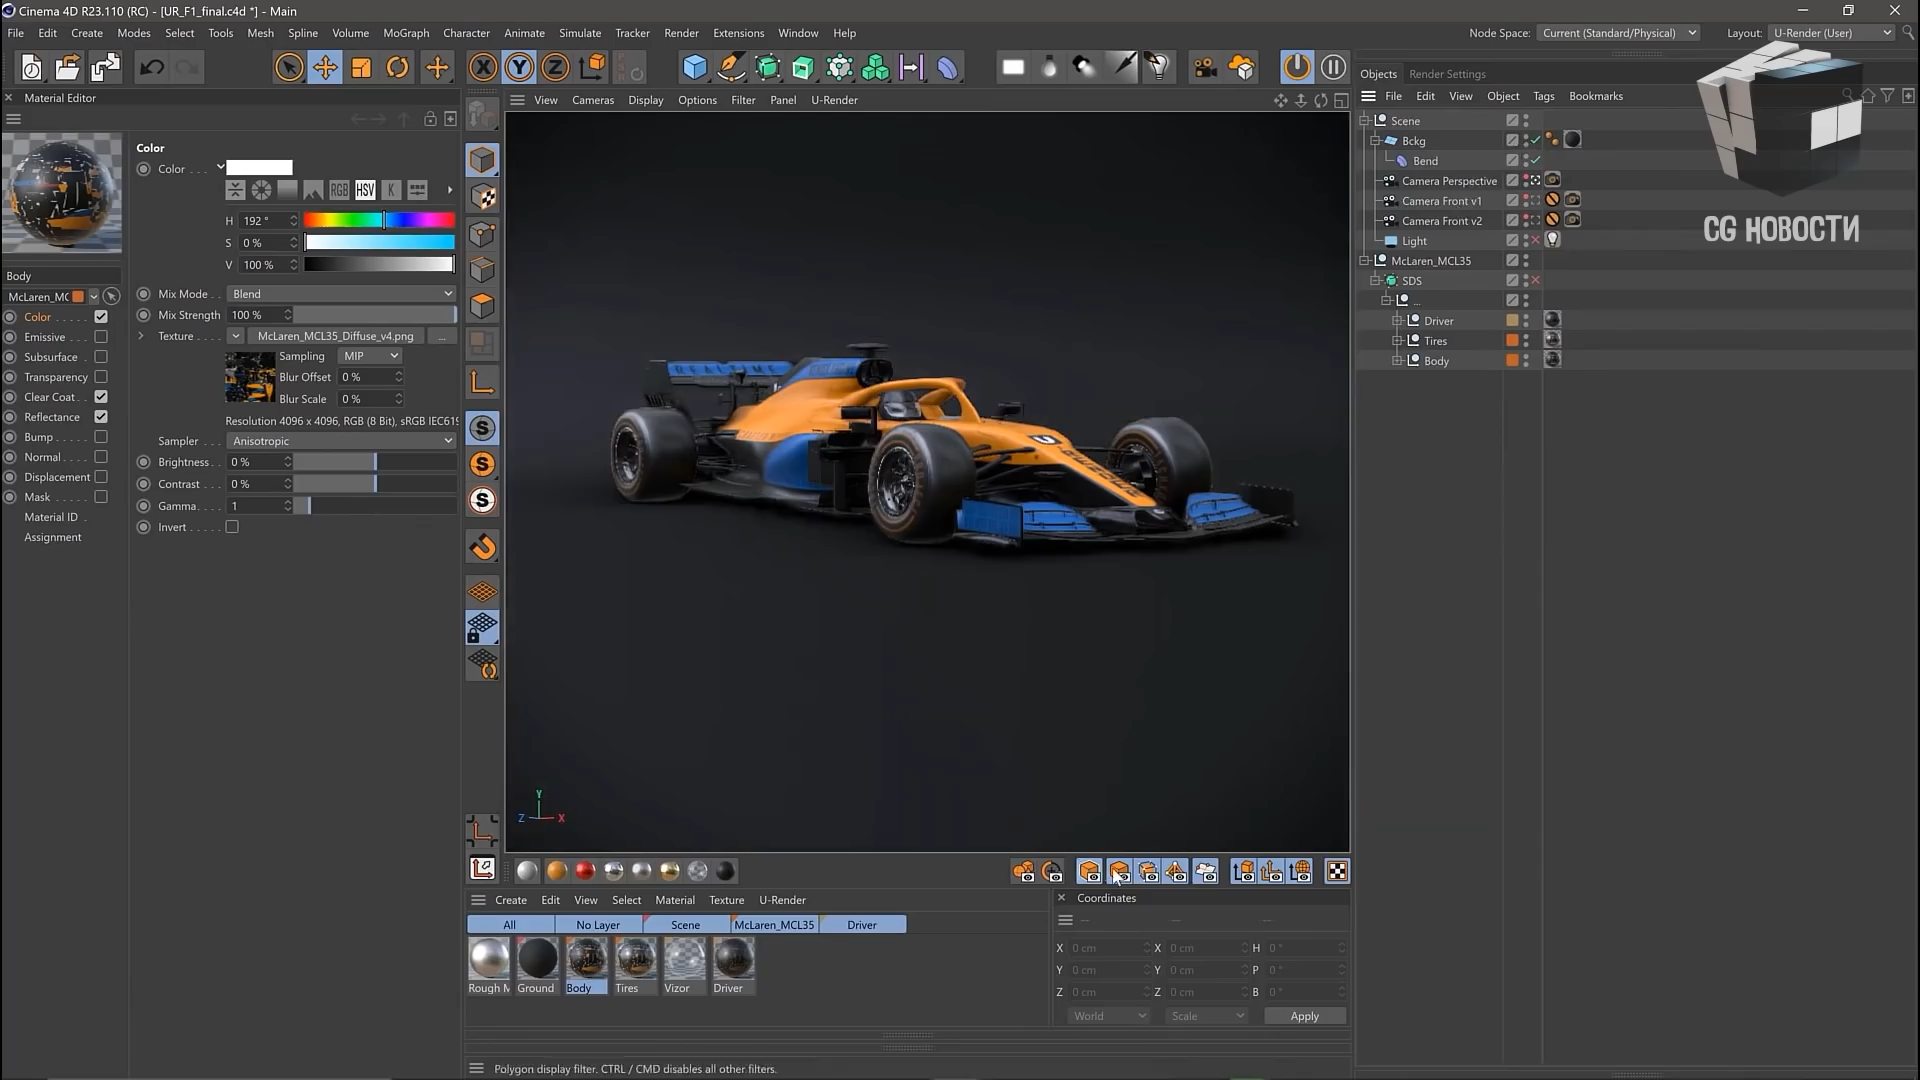 Cinema 4D R23.110 (RC) - [UR_F1_final.c4d *] - Main
File Edit Create Modes Select Tools Mesh Spline Volume MoGraph Character Animate Simulate Tracker Render Extensions Window Help
Node Space: Current (Standard/Physical) Layout: U-Render (User)
Material Editor
View Cameras Display Options Filter Panel U-Render
Objects Render Settings
File Edit View Object Tags Bookmarks
Color
Color
RGB HSV K
H 192 °
S 0 %
V 100 %
Mix Mode . . Blend
Mix Strength 100 %
Texture . . . McLaren_MCL35_Diffuse_v4.png ...
Sampling MIP
Blur Offset 0 %
Blur Scale 0 %
Resolution 4096 x 4096, RGB (8 Bit), sRGB IEC619
Sampler . . . Anisotropic
Brightness . 0 %
Contrast . . 0 %
Gamma. . . . 1
Invert . . . . .
Body
McLaren_MC
Color . . . . .
Emissive
Subsurface .
Transparency
Clear Coat . .
Reflectance
Bump . . . .
Normal . . . .
Displacement
Mask . . . . .
Material ID .
Assignment
Scene
Bckg
Bend
Camera Perspective
Camera Front v1
Camera Front v2
Light
McLaren_MCL35
SDS
...
Driver
Tires
Body
CG НОВОСТИ
Y
Z X
Create Edit View Select Material Texture U-Render
All No Layer Scene McLaren_MCL35 Driver
Rough M Ground Body Tires Vizor Driver
Coordinates
-- -- --
X 0 cm X 0 cm H 0 °
Y 0 cm Y 0 cm P 0 °
Z 0 cm Z 0 cm B 0 °
World Scale Apply
Polygon display filter. CTRL / CMD disables all other filters.